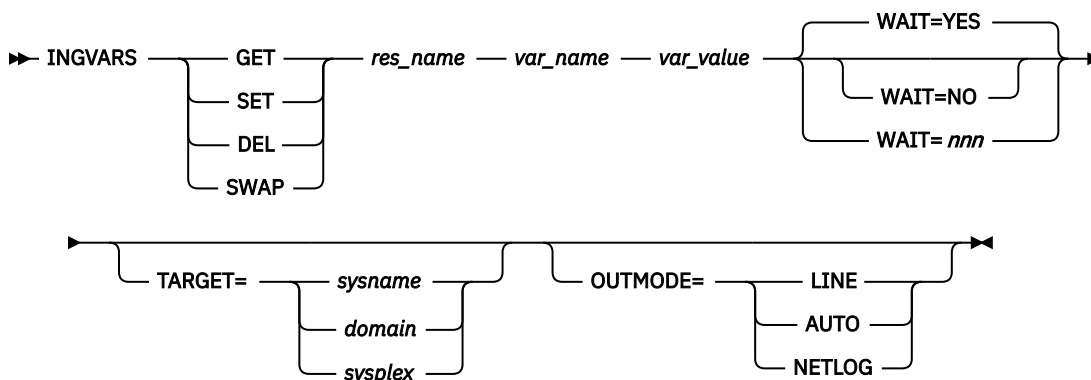 WAIT=YES
INGVARS GET res_name var_name var_value
SET
WAIT=NO
DEL
WAIT= nnn
SWAP
TARGET= sysname OUTMODE= LINE
domain AUTO
sysplex NETLOG